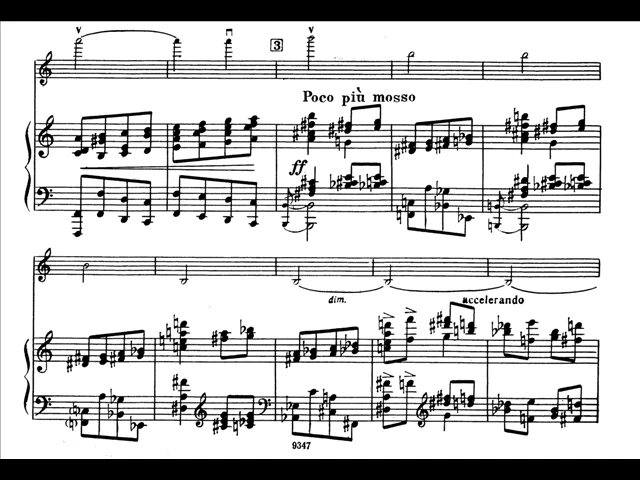 3
Poco più mosso
ff
dim.
accelerando
9347